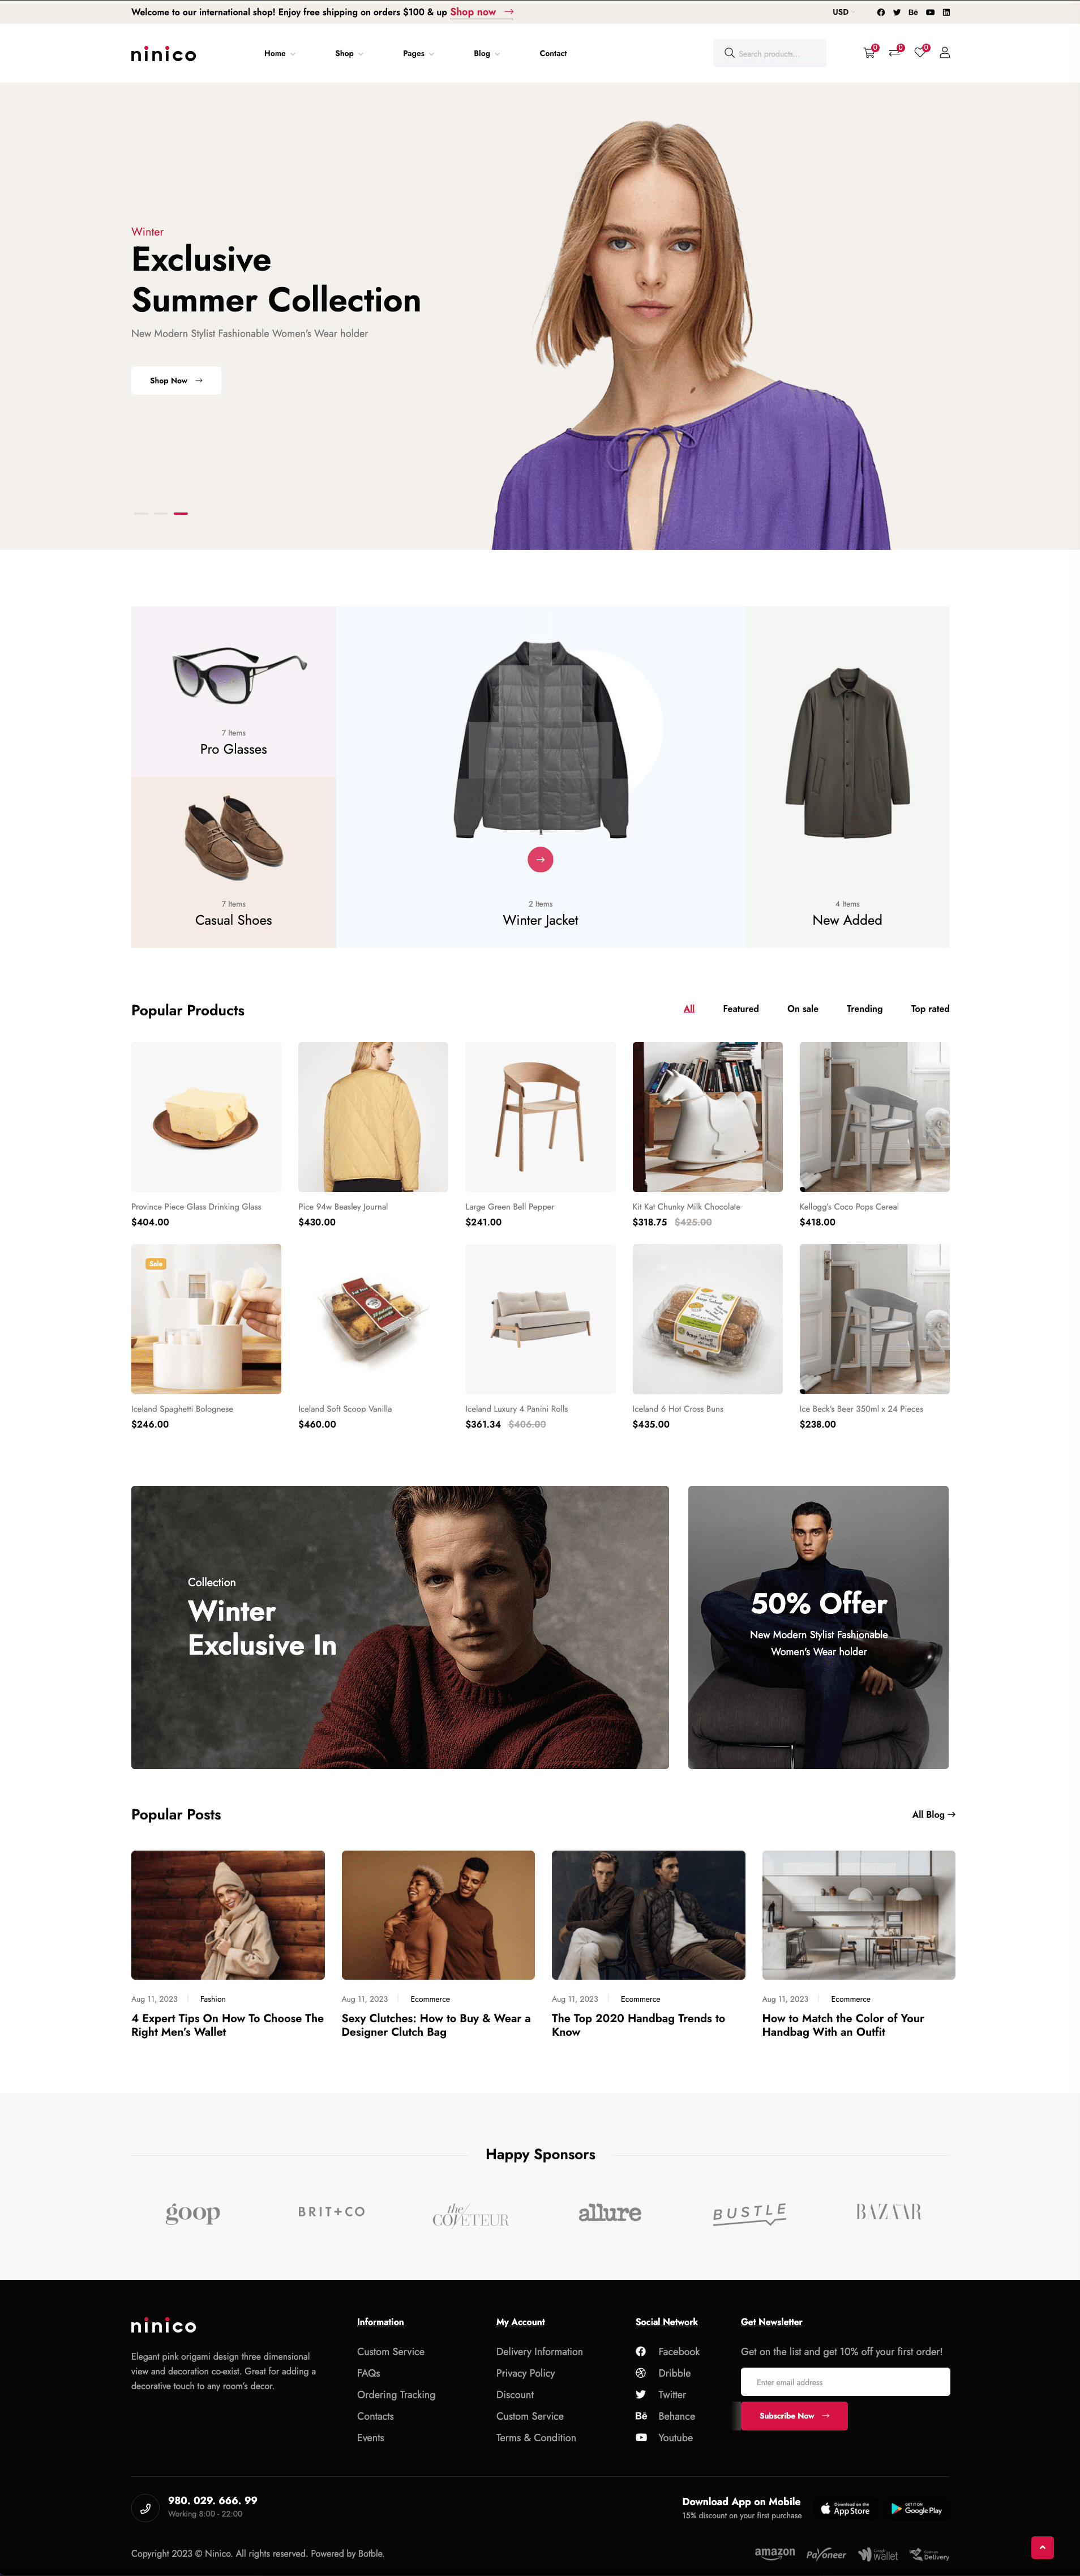 Welcome to our international shop! Enjoy free shipping on orders $100 & up Shop now
USD
ninico
Home
Shop
Pages
Blog
Contact
Search products...
0
0
0
Winter
Exclusive
Summer Collection
New Modern Stylist Fashionable Women's Wear holder
Shop Now
7 Items
Pro Glasses
7 Items
Casual Shoes
2 Items
Winter Jacket
4 Items
New Added
Popular Products
All
Featured
On sale
Trending
Top rated
Province Piece Glass Drinking Glass
$404.00
Pice 94w Beasley Journal
$430.00
Large Green Bell Pepper
$241.00
Kit Kat Chunky Milk Chocolate
$318.75 $425.00
Kellogg's Coco Pops Cereal
$418.00
Sale
Iceland Spaghetti Bolognese
$246.00
Iceland Soft Scoop Vanilla
$460.00
Iceland Luxury 4 Panini Rolls
$361.34 $406.00
Iceland 6 Hot Cross Buns
$435.00
Ice Beck's Beer 350ml x 24 Pieces
$238.00
Collection
Winter
Exclusive In
50% Offer
New Modern Stylist Fashionable
Women's Wear holder
Popular Posts
All Blog
Aug 11, 2023
Fashion
4 Expert Tips On How To Choose The
Right Men's Wallet
Aug 11, 2023
Ecommerce
Sexy Clutches: How to Buy & Wear a
Designer Clutch Bag
Aug 11, 2023
Ecommerce
The Top 2020 Handbag Trends to
Know
Aug 11, 2023
Ecommerce
How to Match the Color of Your
Handbag With an Outfit
Happy Sponsors
goop
BRIT+CO
the/
COVETEUR
allure
BUSTLE
BAZAAR
ninico
Elegant pink origami design three dimensional
view and decoration co-exist. Great for adding a
decorative touch to any room's decor.
Information
Custom Service
FAQs
Ordering Tracking
Contacts
Events
My Account
Delivery Information
Privacy Policy
Discount
Custom Service
Terms & Condition
Social Network
Facebook
Dribble
Twitter
Behance
Youtube
Get Newsletter
Get on the list and get 10% off your first order!
Enter email address
Subscribe Now
980. 029. 666. 99
Working 8:00 - 22:00
Download App on Mobile
15% discount on your first purchase
Download on the
App Store
GET IT ON
Google Play
Copyright 2023 © Ninico. All rights reserved. Powered by Botble.
amazon
Payoneer
Google
wallet
Cash on
Delivery